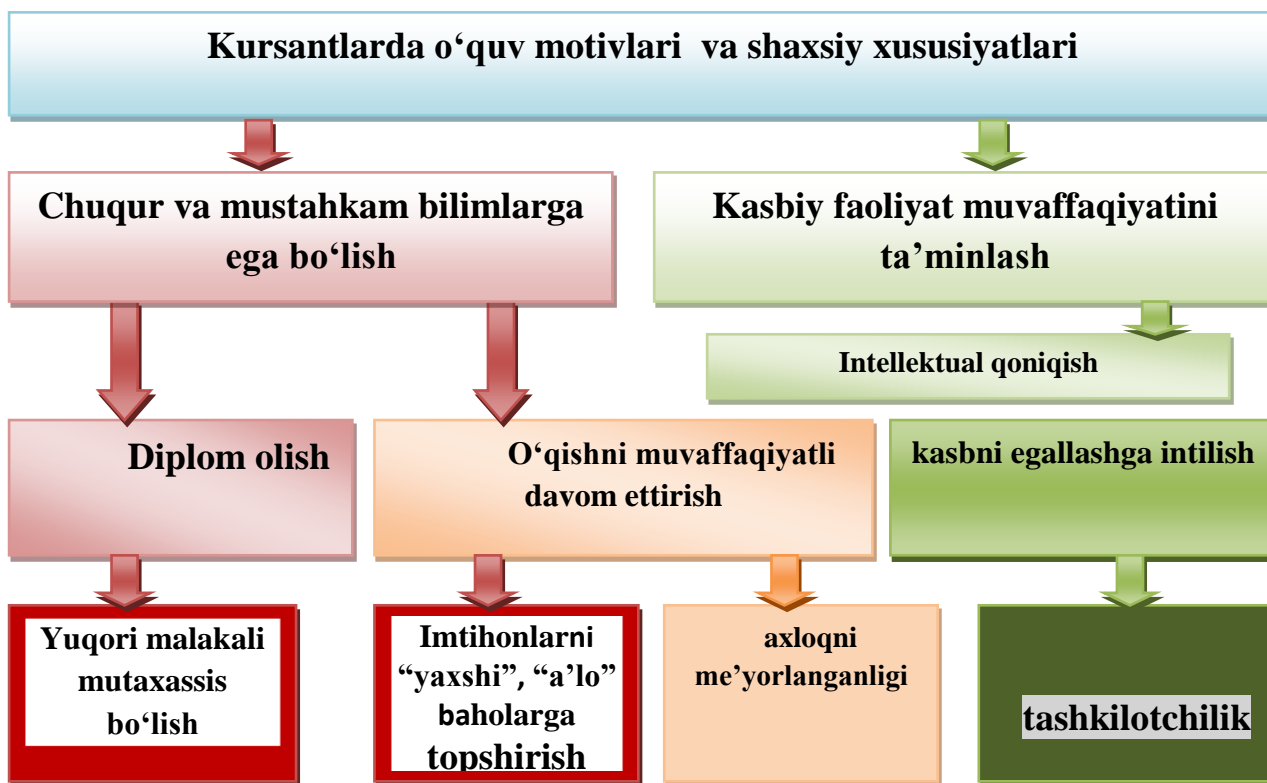 Kursantlarda o‘quv motivlari va shaxsiy xususiyatlari
Chuqur va mustahkam bilimlarga
ega bo‘lish
Kasbiy faoliyat muvaffaqiyatini
ta’minlash
Intellektual qoniqish
Diplom olish
O‘qishni muvaffaqiyatli
davom ettirish
kasbni egallashga intilish
Yuqori malakali
mutaxassis
bo‘lish
Imtihonlarni
“yaxshi”, “a’lo”
baholarga
topshirish
axloqni
me’yorlanganligi
tashkilotchilik